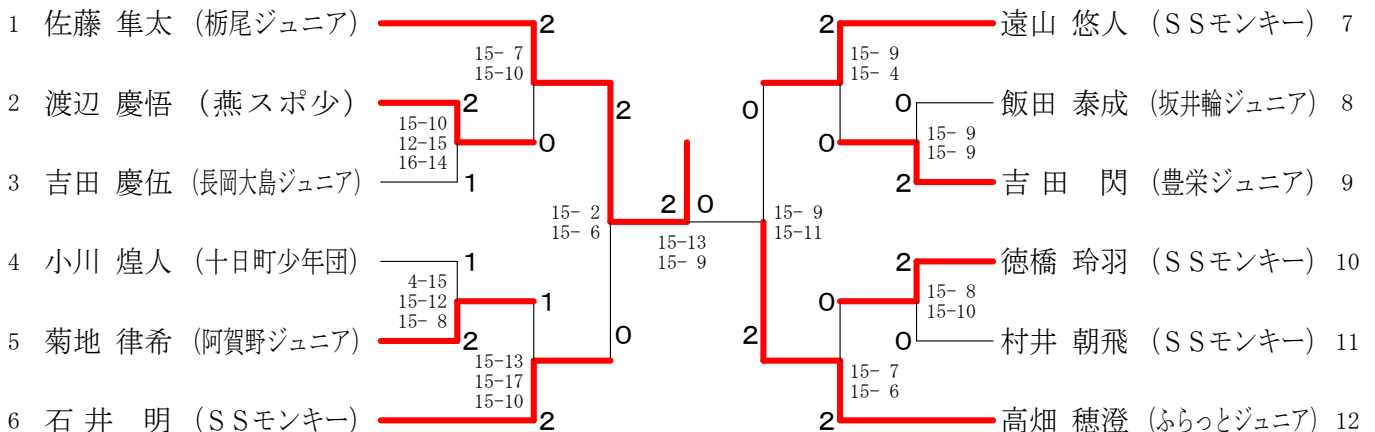 1 佐藤 隼太 (栃尾ジュニア) 2
15- 7
15-10
2 渡辺 慶悟 (燕スポ少) 2
15-10
12-15
16-14
0
2
3 吉田 慶伍 (長岡大島ジュニア) 1
15- 2
15- 6
4 小川 煌人 (十日町少年団) 1
4-15
15-12
15- 8
1
0
5 菊地 律希 (阿賀野ジュニア) 2
15-13
15-17
15-10
6 石井 明 (SSモンキー) 2
2 0
15-13
15- 9
2 遠山 悠人 (SSモンキー) 7
15- 9
15- 4
0
0 飯田 泰成 (坂井輪ジュニア) 8
0
15- 9
15- 9
2 吉田 閃 (豊栄ジュニア) 9
15- 9
15-11
2 徳橋 玲羽 (SSモンキー) 10
0
15- 8
15-10
2
0 村井 朝飛 (SSモンキー) 11
15- 7
15- 6
2 高畑 穂澄 (ふらっとジュニア) 12